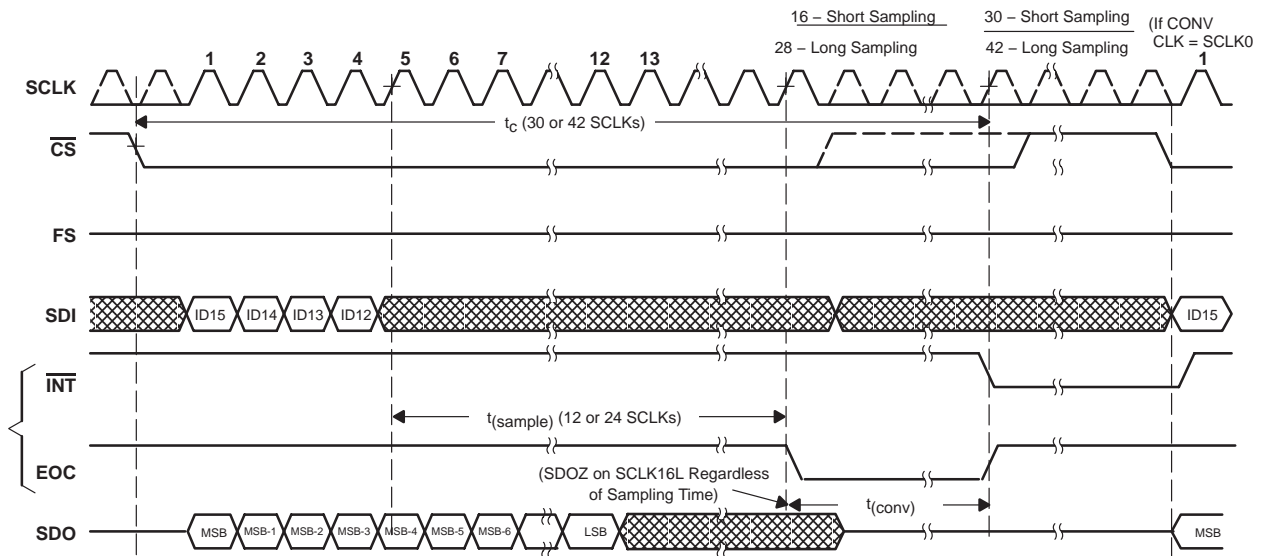 16 – Short Sampling
28 – Long Sampling
30 – Short Sampling
42 – Long Sampling
(If CONV
CLK = SCLK0
1 2 3 4 5 6 7 12 13 1
SCLK
tc (30 or 42 SCLKs)
CS
FS
SDI
ID15 ID14 ID13 ID12 ID15
INT
t(sample) (12 or 24 SCLKs)
EOC
(SDOZ on SCLK16L Regardless
of Sampling Time)
t(conv)
SDO
MSB MSB-1 MSB-2 MSB-3 MSB-4 MSB-5 MSB-6 LSB MSB